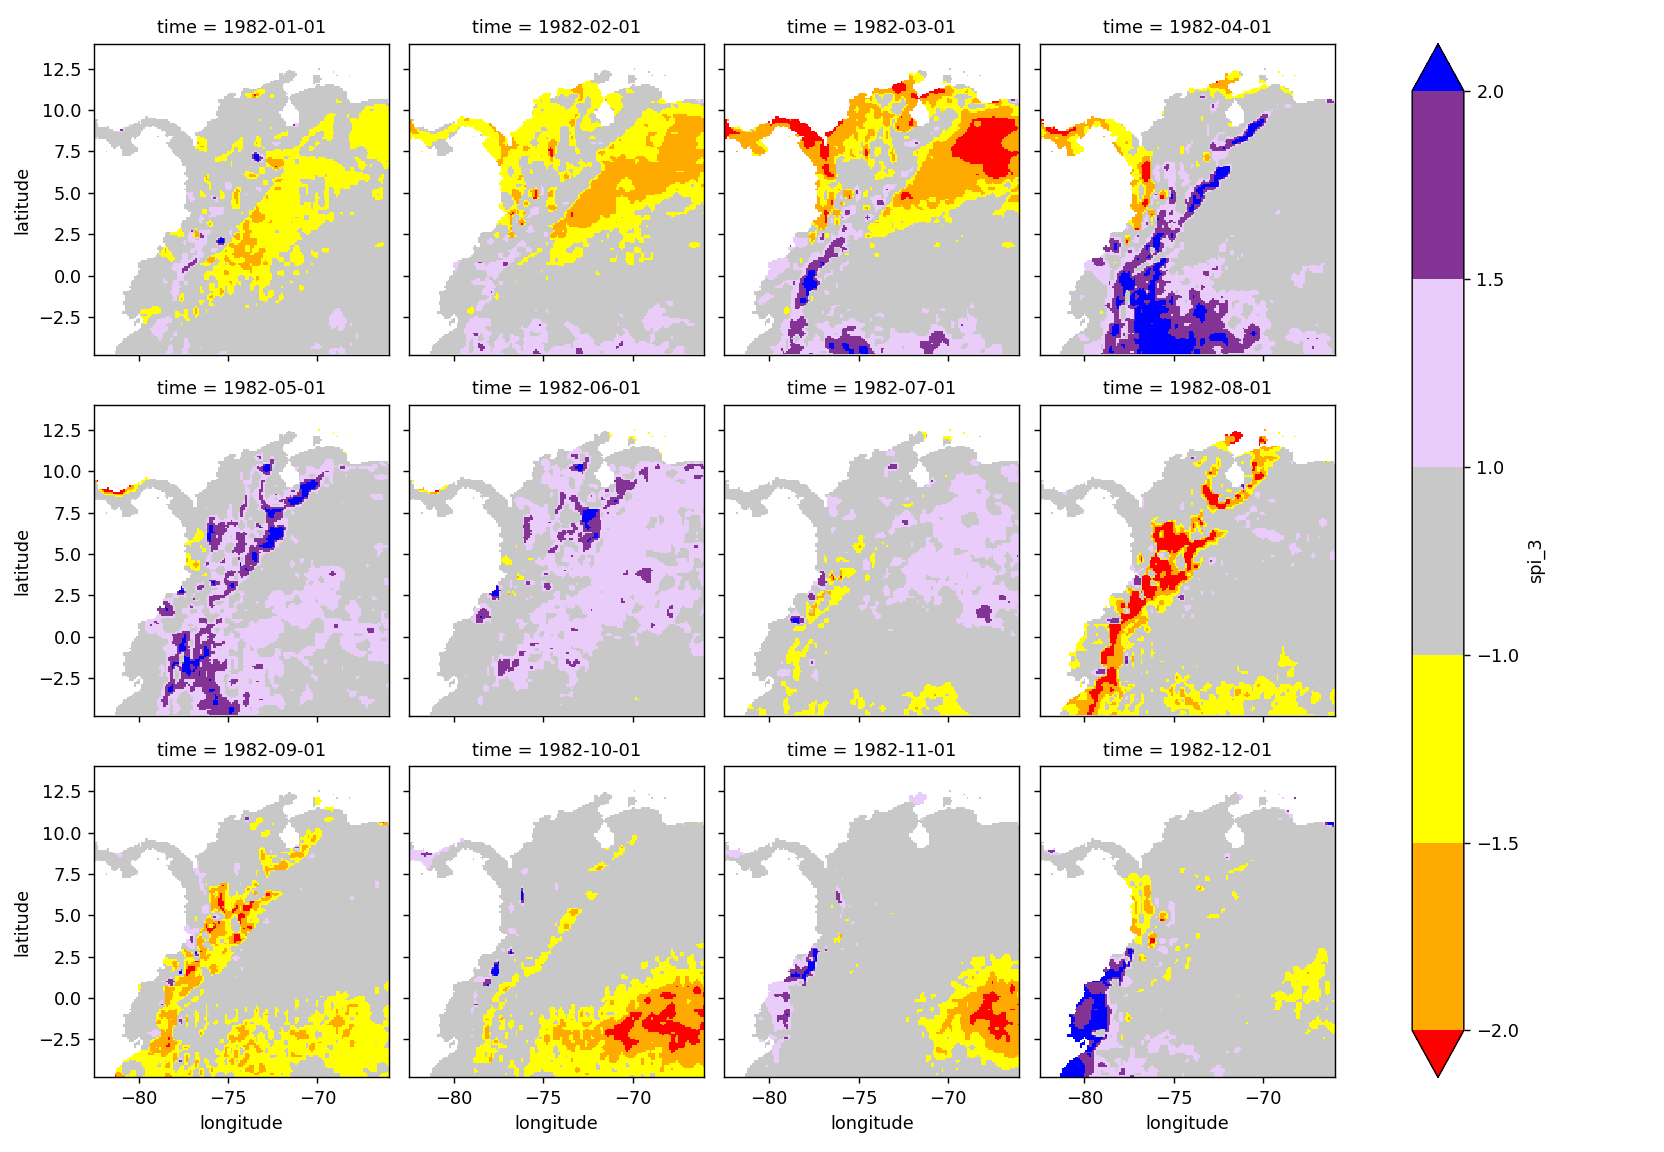 time = 1982-01-01
time = 1982-02-01
time = 1982-03-01
time = 1982-04-01
12.5
10.0
7.5
5.0
2.5
0.0
−2.5
latitude
time = 1982-05-01
time = 1982-06-01
time = 1982-07-01
time = 1982-08-01
12.5
10.0
7.5
5.0
2.5
0.0
−2.5
latitude
time = 1982-09-01
time = 1982-10-01
time = 1982-11-01
time = 1982-12-01
12.5
10.0
7.5
5.0
2.5
0.0
−2.5
latitude
−80 −75 −70
longitude
−80 −75 −70
longitude
−80 −75 −70
longitude
−80 −75 −70
longitude
2.0
1.5
1.0
−1.0
−1.5
−2.0
spi_3